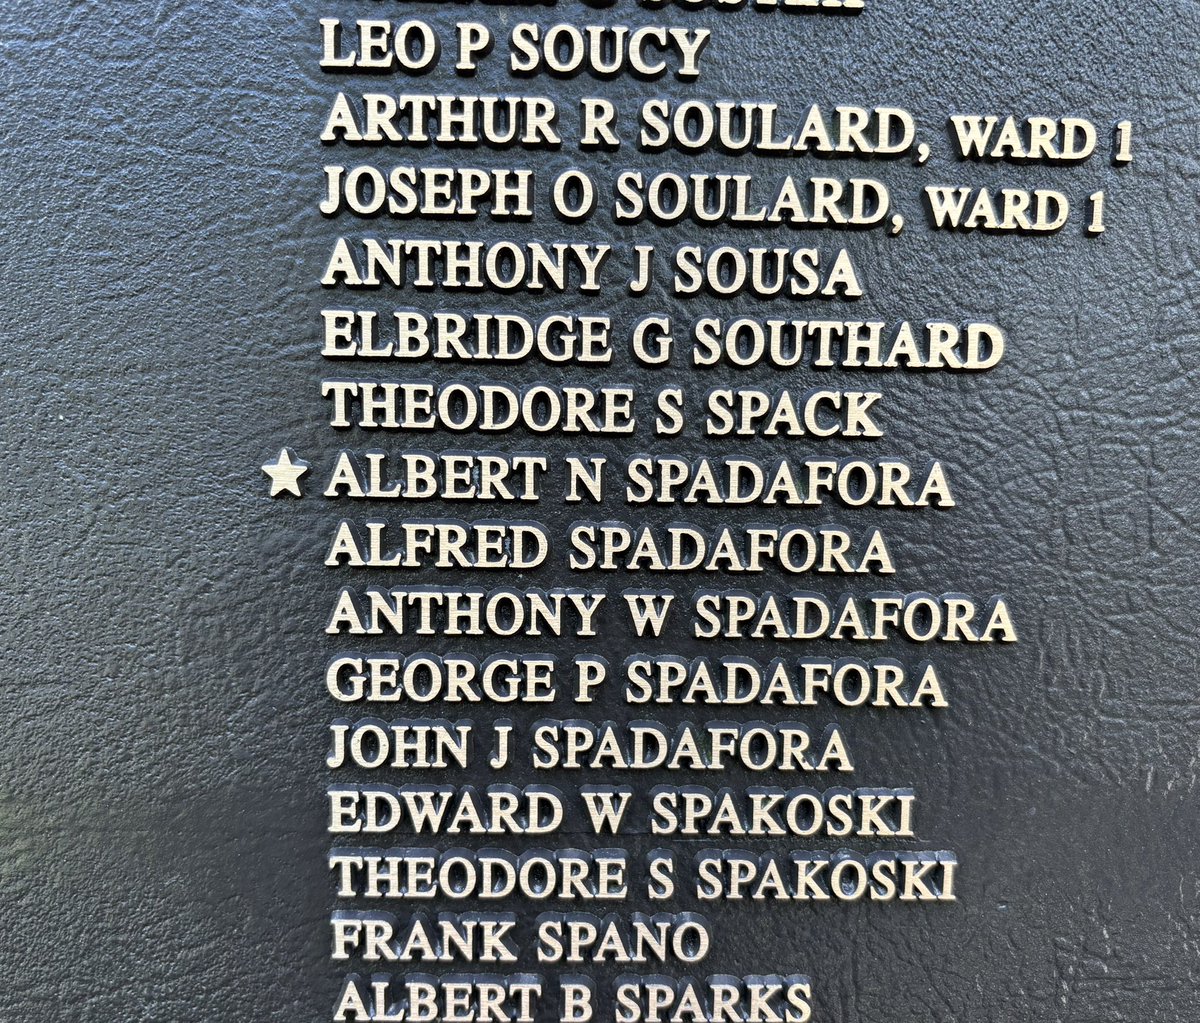 LEO P SOUCY
ARTHUR R SOULARD, WARD 1
JOSEPH O SOULARD, WARD 1
ANTHONY J SOUSA
ELBRIDGE G SOUTHARD
THEODORE S SPACK
★ ALBERT N SPADAFORA
ALFRED SPADAFORA
ANTHONY W SPADAFORA
GEORGE P SPADAFORA
JOHN J SPADAFORA
EDWARD W SPAKOSKI
THEODORE S SPAKOSKI
FRANK SPANO
ALBERT B SPARKS